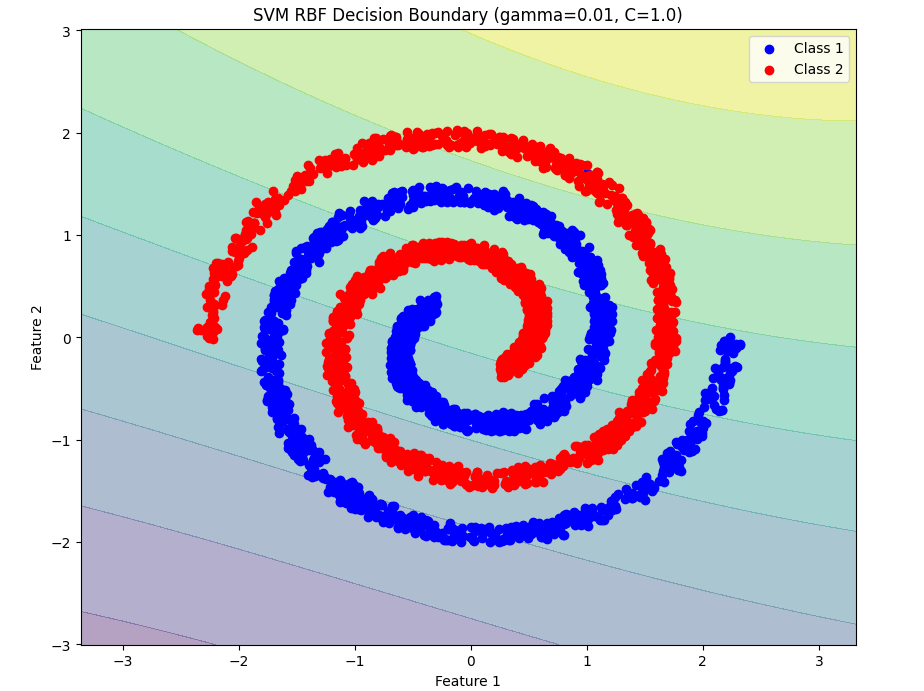 SVM RBF Decision Boundary (gamma=0.01, C=1.0)
Class 1
Class 2
3
2
1
0
−1
−2
−3
Feature 2
−3 −2 −1 0 1 2 3
Feature 1